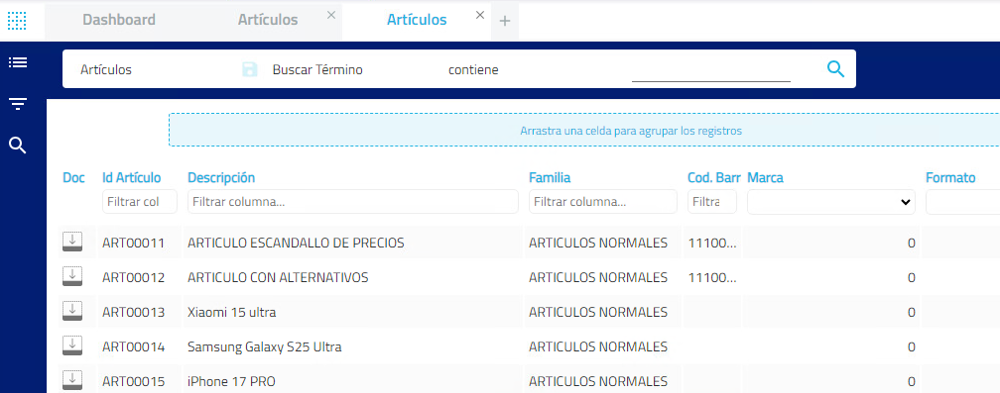 Dashboard Artículos Artículos
Artículos Buscar Término contiene
Arrastra una celda para agrupar los registros
Doc Id Artículo Descripción Familia Cod. Barr Marca Formato
Filtrar col Filtrar columna... Filtrar columna... Filtra
ART00011 ARTICULO ESCANDALLO DE PRECIOS ARTICULOS NORMALES 11100... 0
ART00012 ARTICULO CON ALTERNATIVOS ARTICULOS NORMALES 11100... 0
ART00013 Xiaomi 15 ultra ARTICULOS NORMALES 0
ART00014 Samsung Galaxy S25 Ultra ARTICULOS NORMALES 0
ART00015 iPhone 17 PRO ARTICULOS NORMALES 0